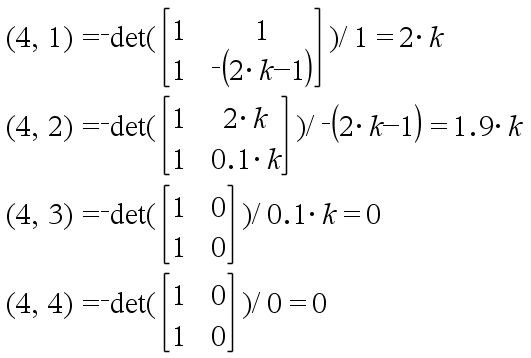 (4, 1) = -det([1 1; 1 -(2·k-1)])/ 1 = 2·k
(4, 2) = -det([1 2·k; 1 0.1·k])/ -(2·k-1) = 1.9·k
(4, 3) = -det([1 0; 1 0])/ 0.1·k = 0
(4, 4) = -det([1 0; 1 0])/ 0 = 0